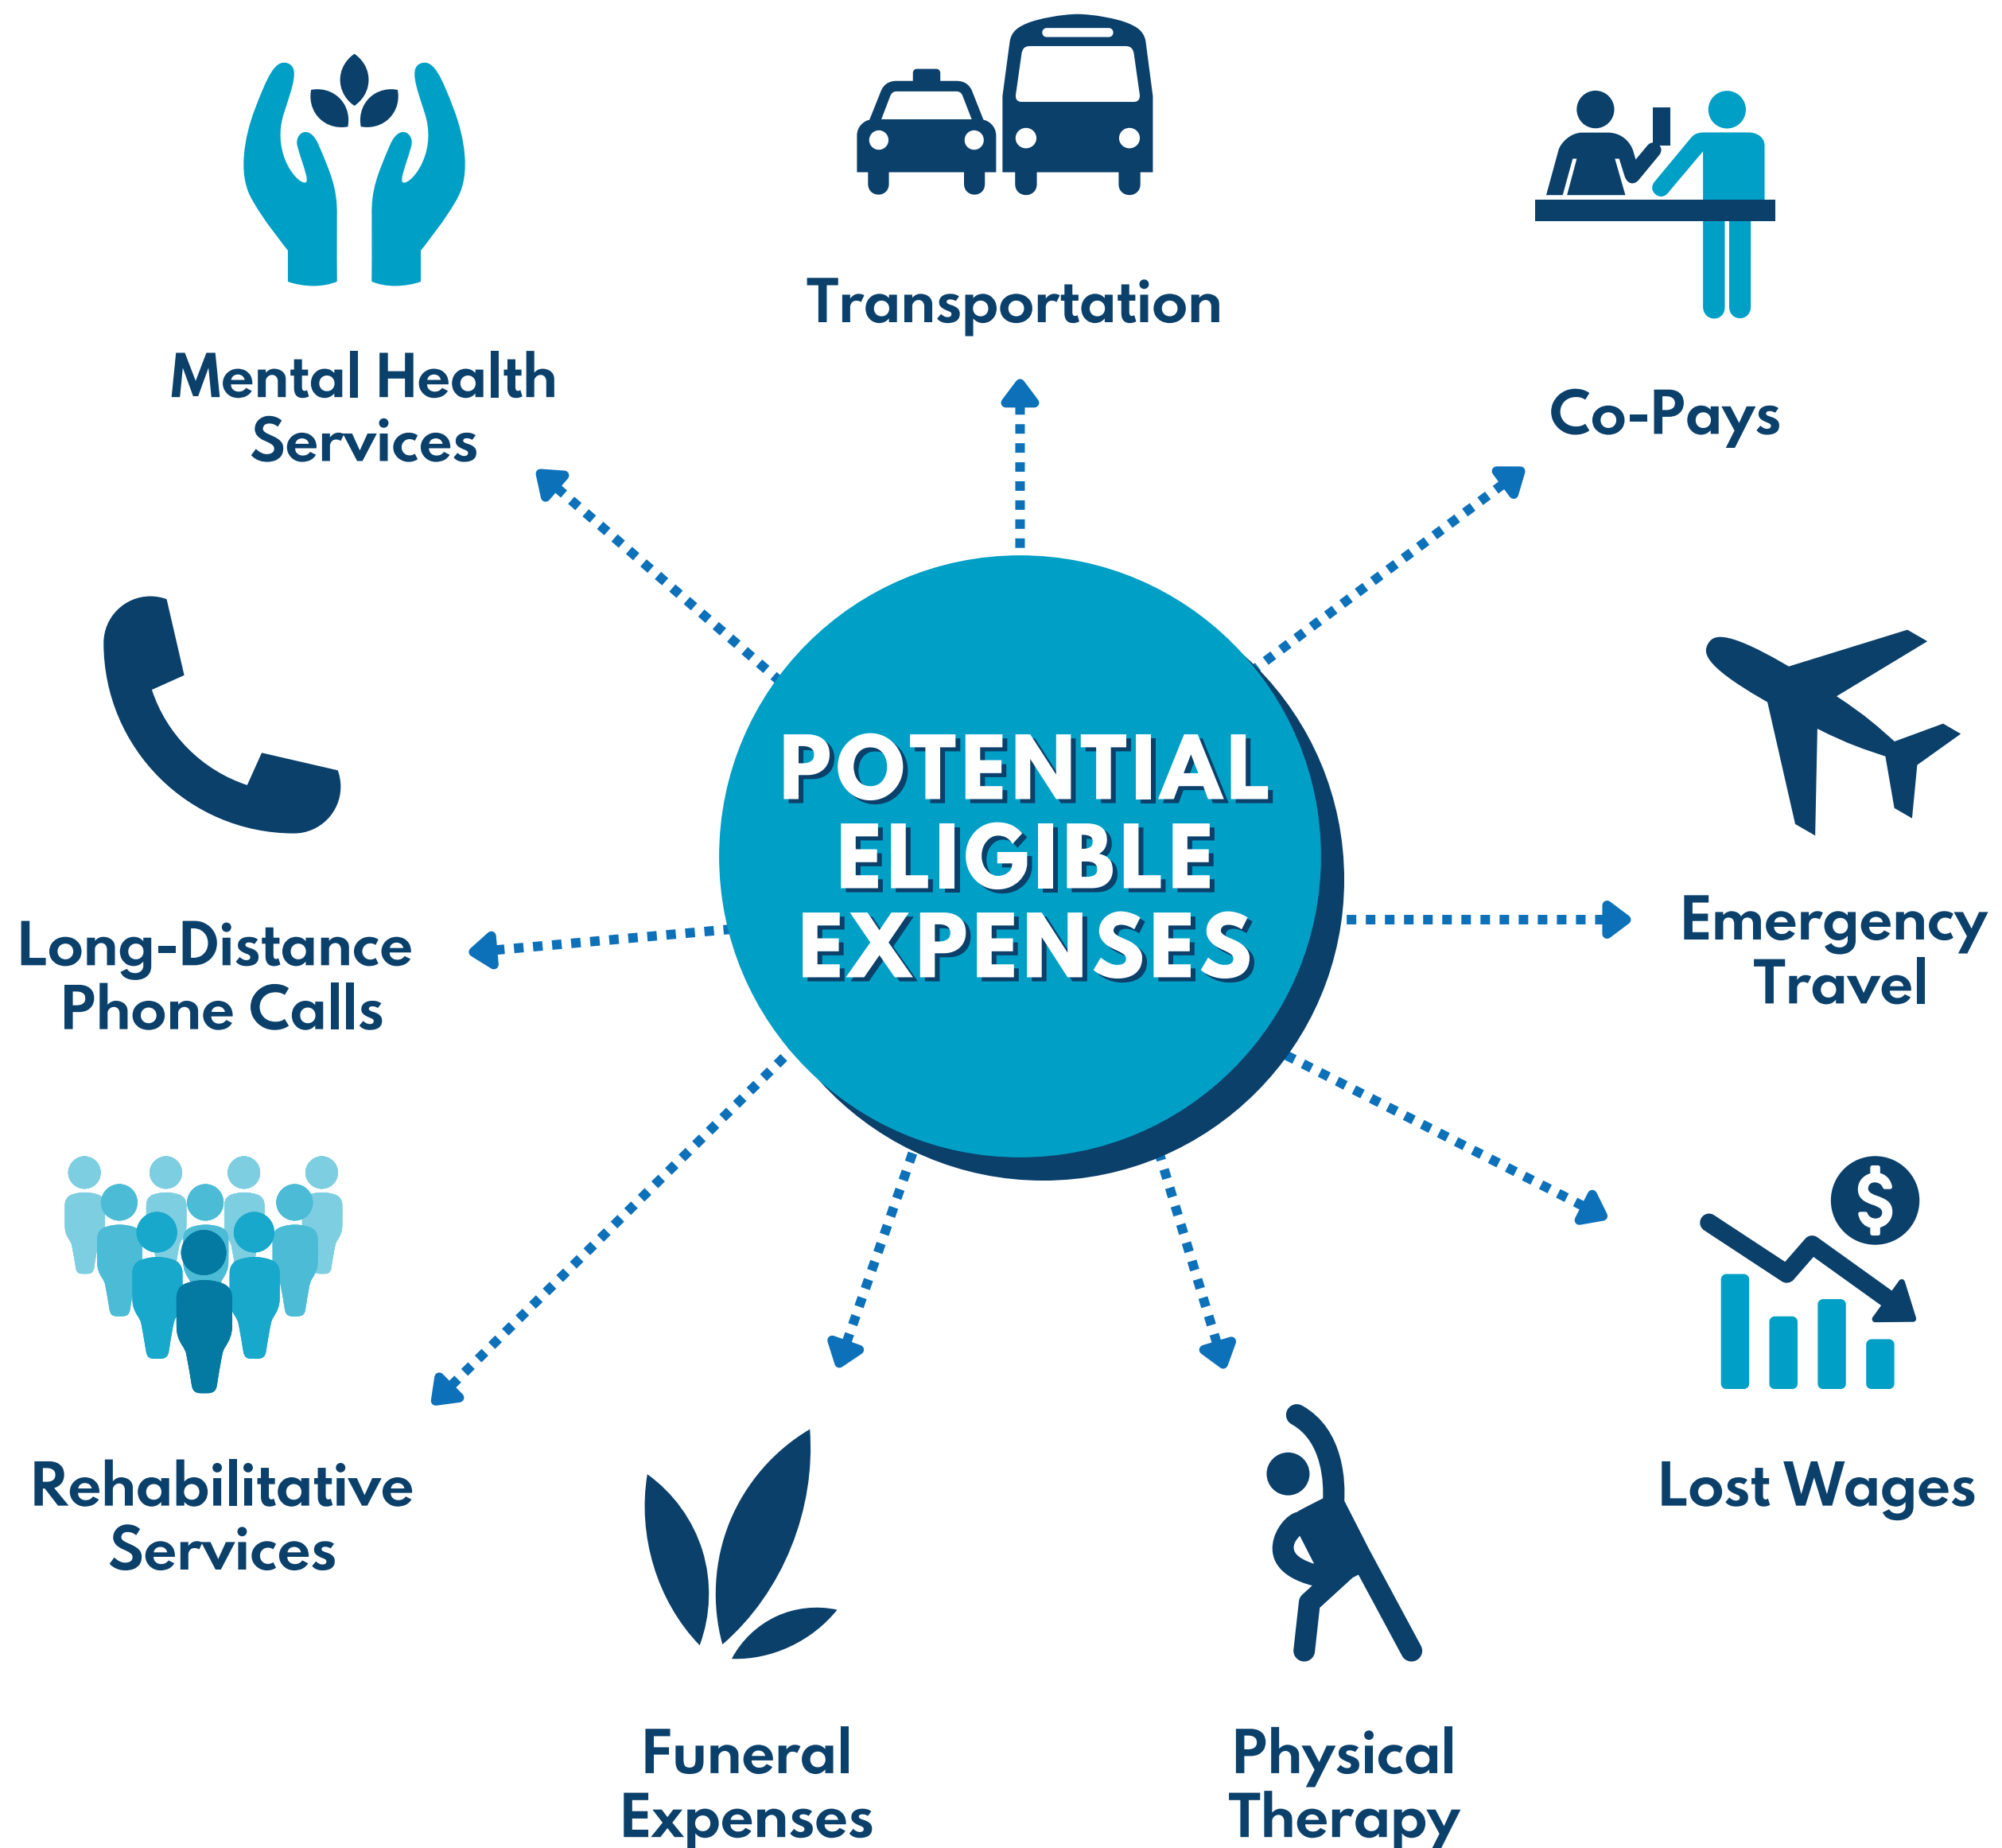 Transportation
Mental Health
Services
Co-Pays
POTENTIAL
ELIGIBLE
EXPENSES
Long-Distance
Phone Calls
Emergency
Travel
$
Rehabilitative
Services
Lost Wages
Funeral
Expenses
Physical
Therapy